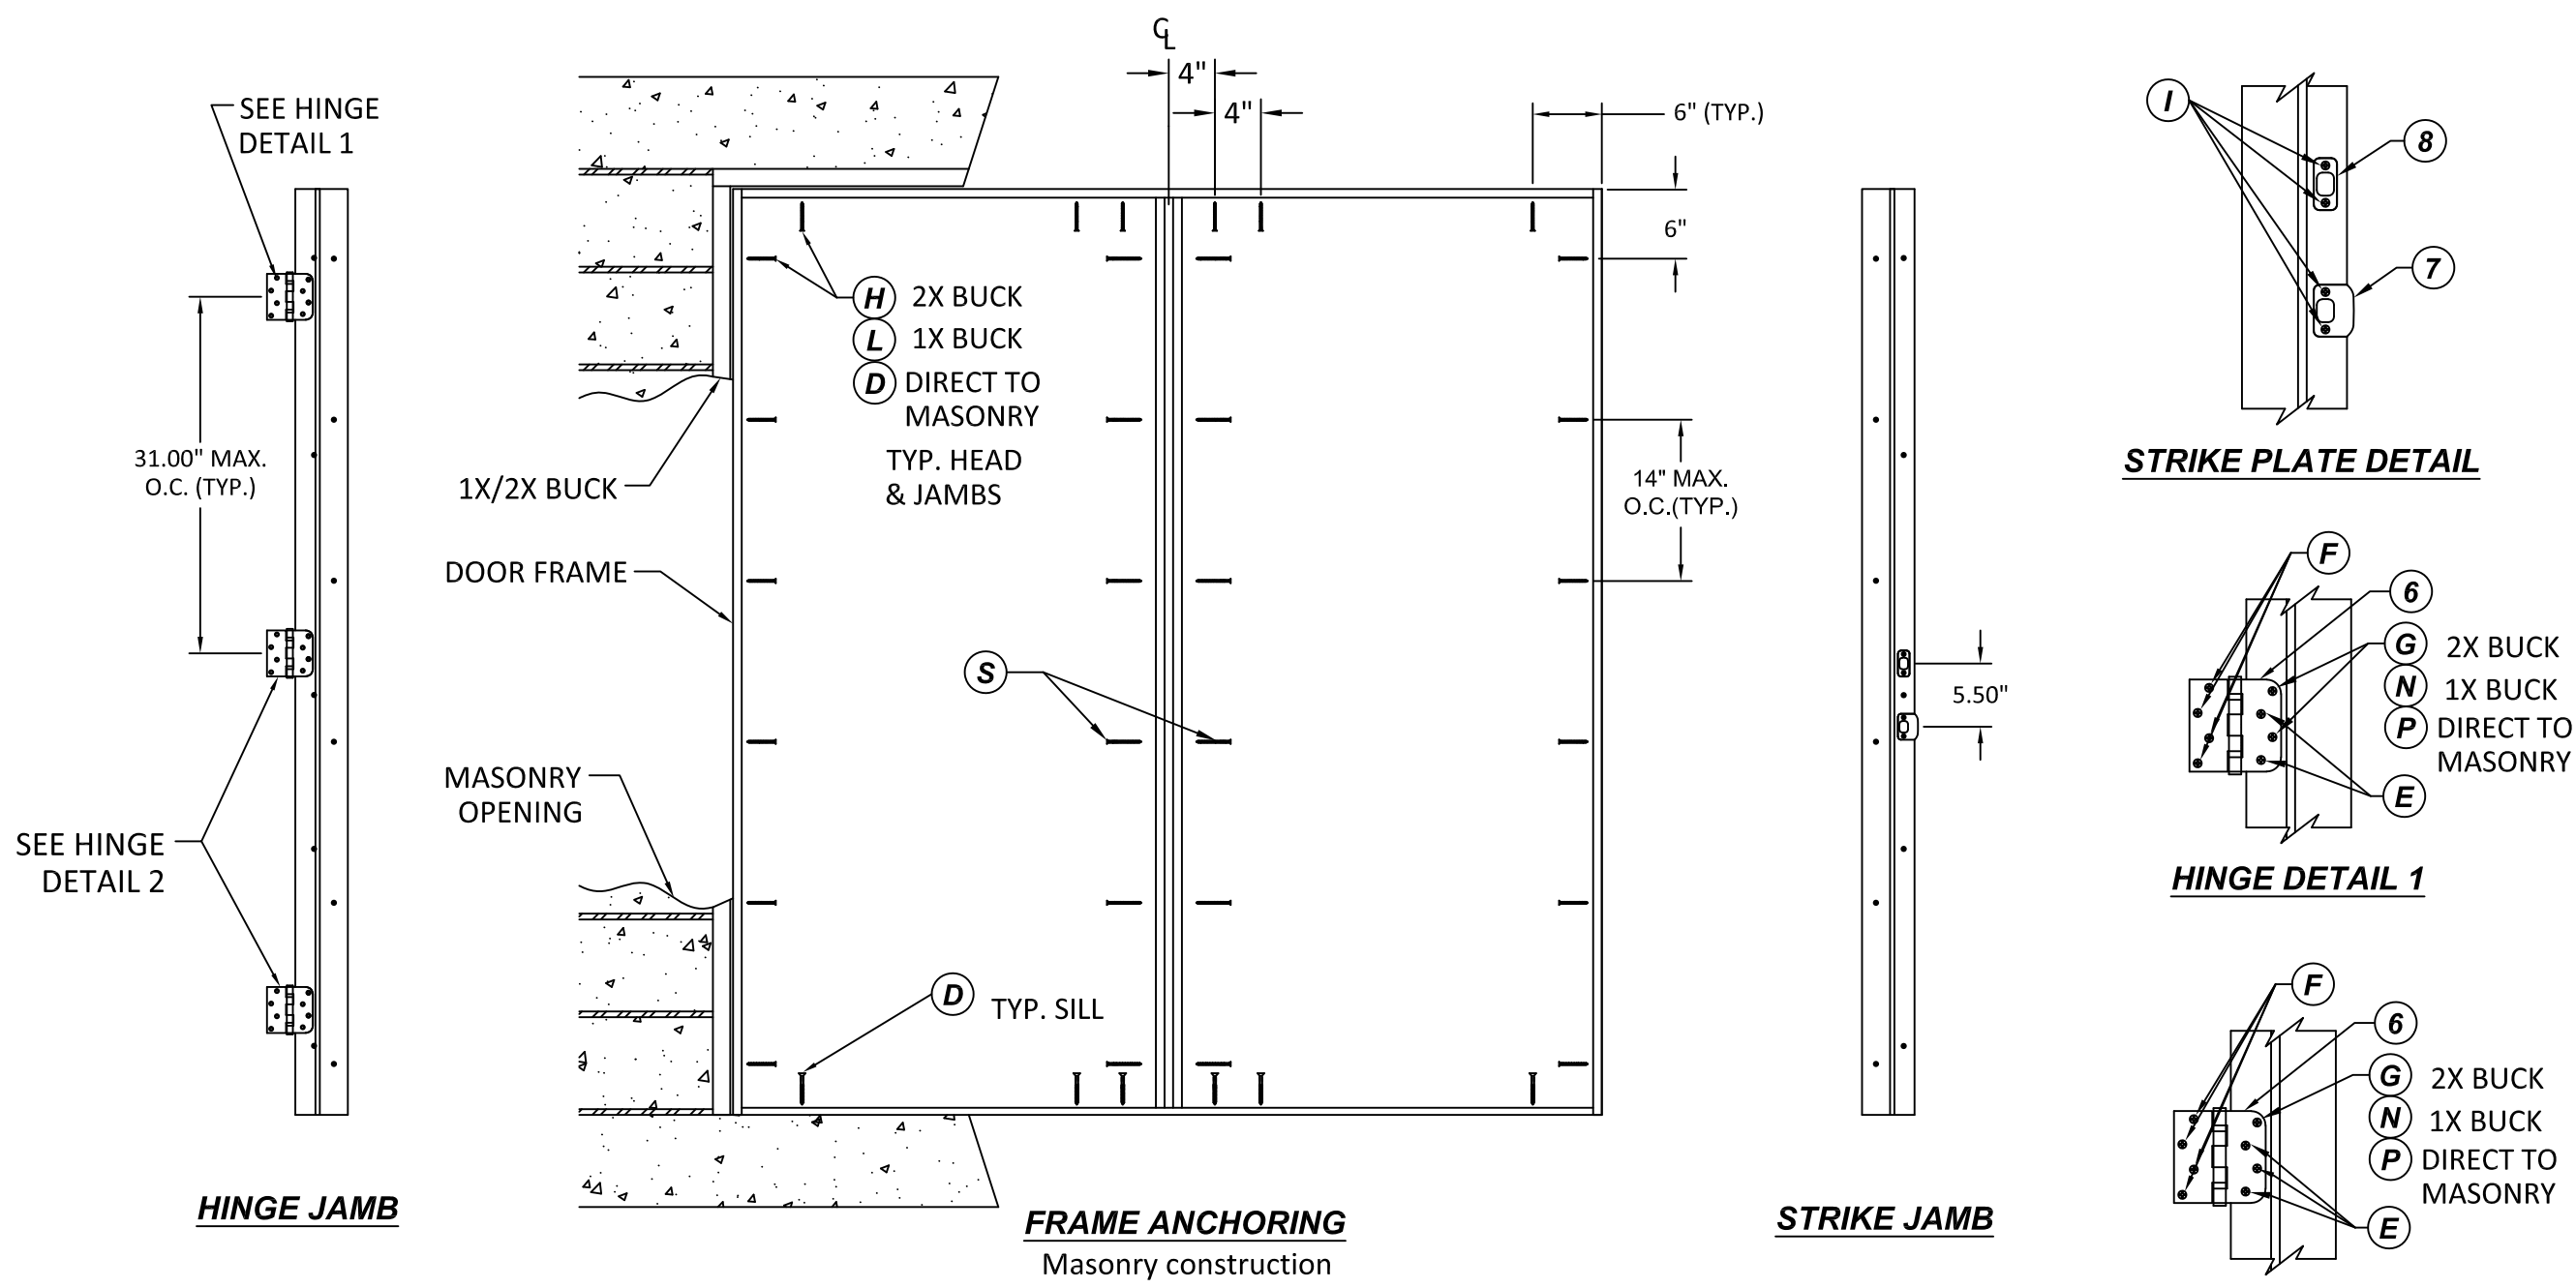 SEE HINGE
DETAIL 1
31.00" MAX.
O.C. (TYP.)
SEE HINGE
DETAIL 2
HINGE JAMB
℄
4"
4"
6" (TYP.)
6"
H 2X BUCK
L 1X BUCK
D DIRECT TO
MASONRY
TYP. HEAD
& JAMBS
1X/2X BUCK
DOOR FRAME
MASONRY
OPENING
S
14" MAX.
O.C.(TYP.)
D TYP. SILL
FRAME ANCHORING
Masonry construction
5.50"
STRIKE JAMB
I
8
7
STRIKE PLATE DETAIL
F
6
G 2X BUCK
N 1X BUCK
P DIRECT TO
MASONRY
E
HINGE DETAIL 1
F
6
G 2X BUCK
N 1X BUCK
P DIRECT TO
MASONRY
E